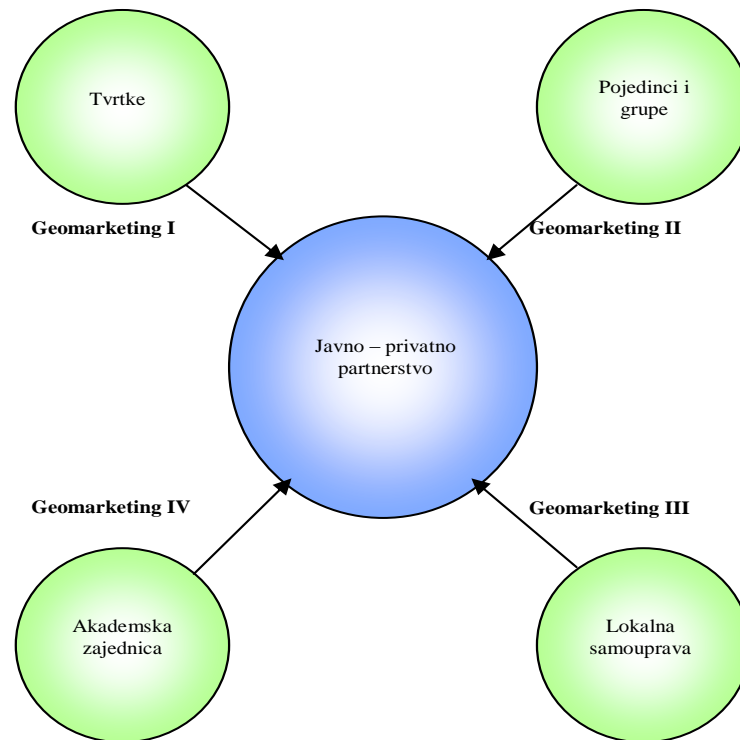 Tvrtke
Pojedinci i
grupe
Geomarketing I
Geomarketing II
Javno – privatno
partnerstvo
Geomarketing IV
Geomarketing III
Akademska
zajednica
Lokalna
samouprava